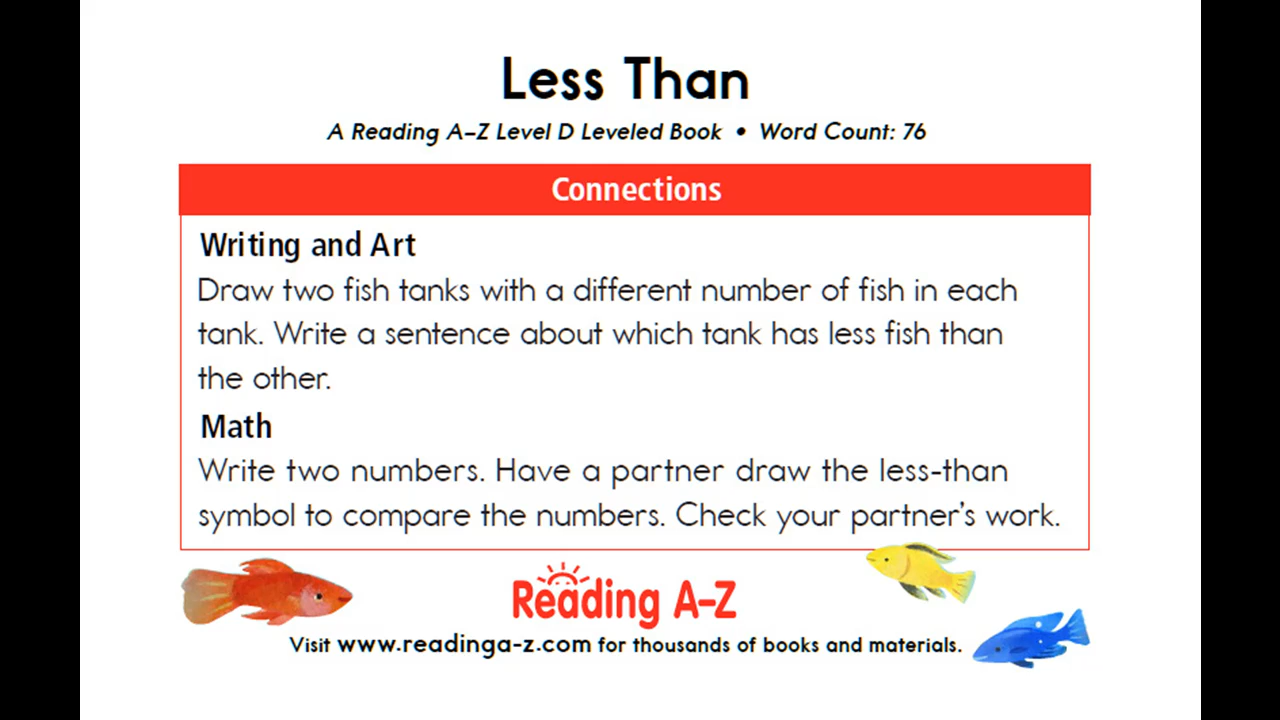 Less Than
A Reading A–Z Level D Leveled Book • Word Count: 76
Connections
Writing and Art
Draw two fish tanks with a different number of fish in each
tank. Write a sentence about which tank has less fish than
the other.
Math
Write two numbers. Have a partner draw the less-than
symbol to compare the numbers. Check your partner's work.
Reading A–Z
Visit www.readinga-z.com for thousands of books and materials.